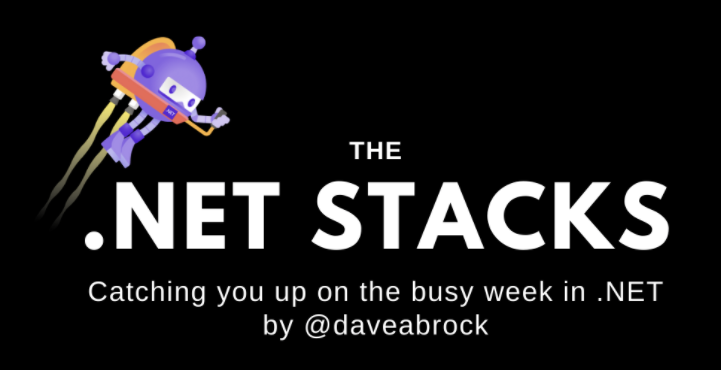 THE
.NET STACKS
Catching you up on the busy week in .NET
by @daveabrock